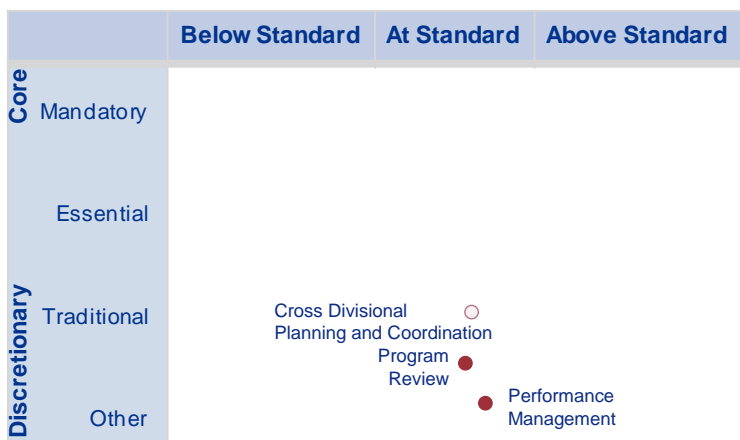 Below Standard At Standard Above Standard
Core
Mandatory
Essential
Discretionary
Traditional
Other
Cross Divisional
Planning and Coordination
Program
Review
Performance
Management